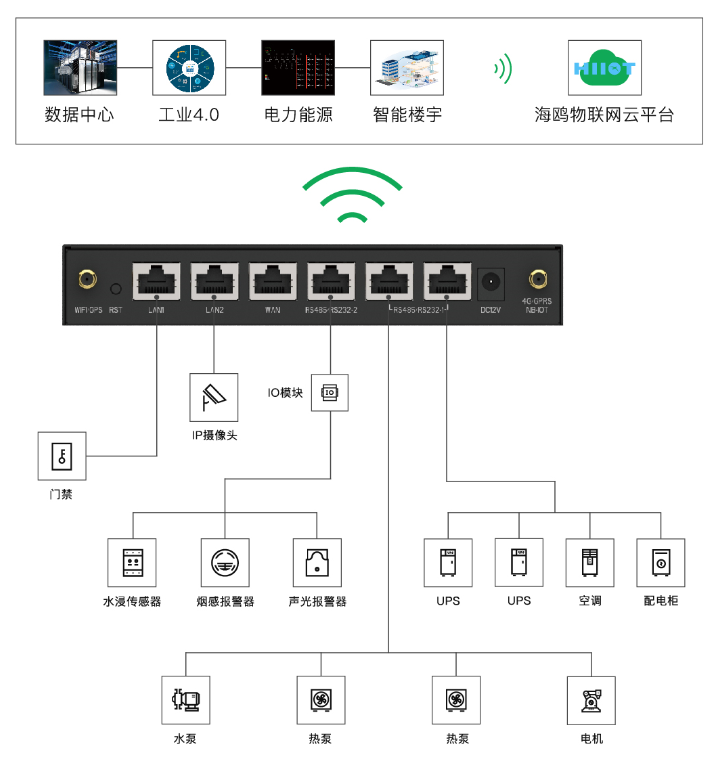 HIIOT
数据中心 工业4.0 电力能源 智能楼宇 海鸥物联网云平台
4G-GPRS
WIFI/GPS RST LAN1 LAN2 WAN RS485-RS232-2 RS485-RS232-1 DC12V NB-IOT
IO模块 IO
IP摄像头
门禁
水浸传感器 烟感报警器 声光报警器 UPS UPS 空调 配电柜
水泵 热泵 热泵 电机